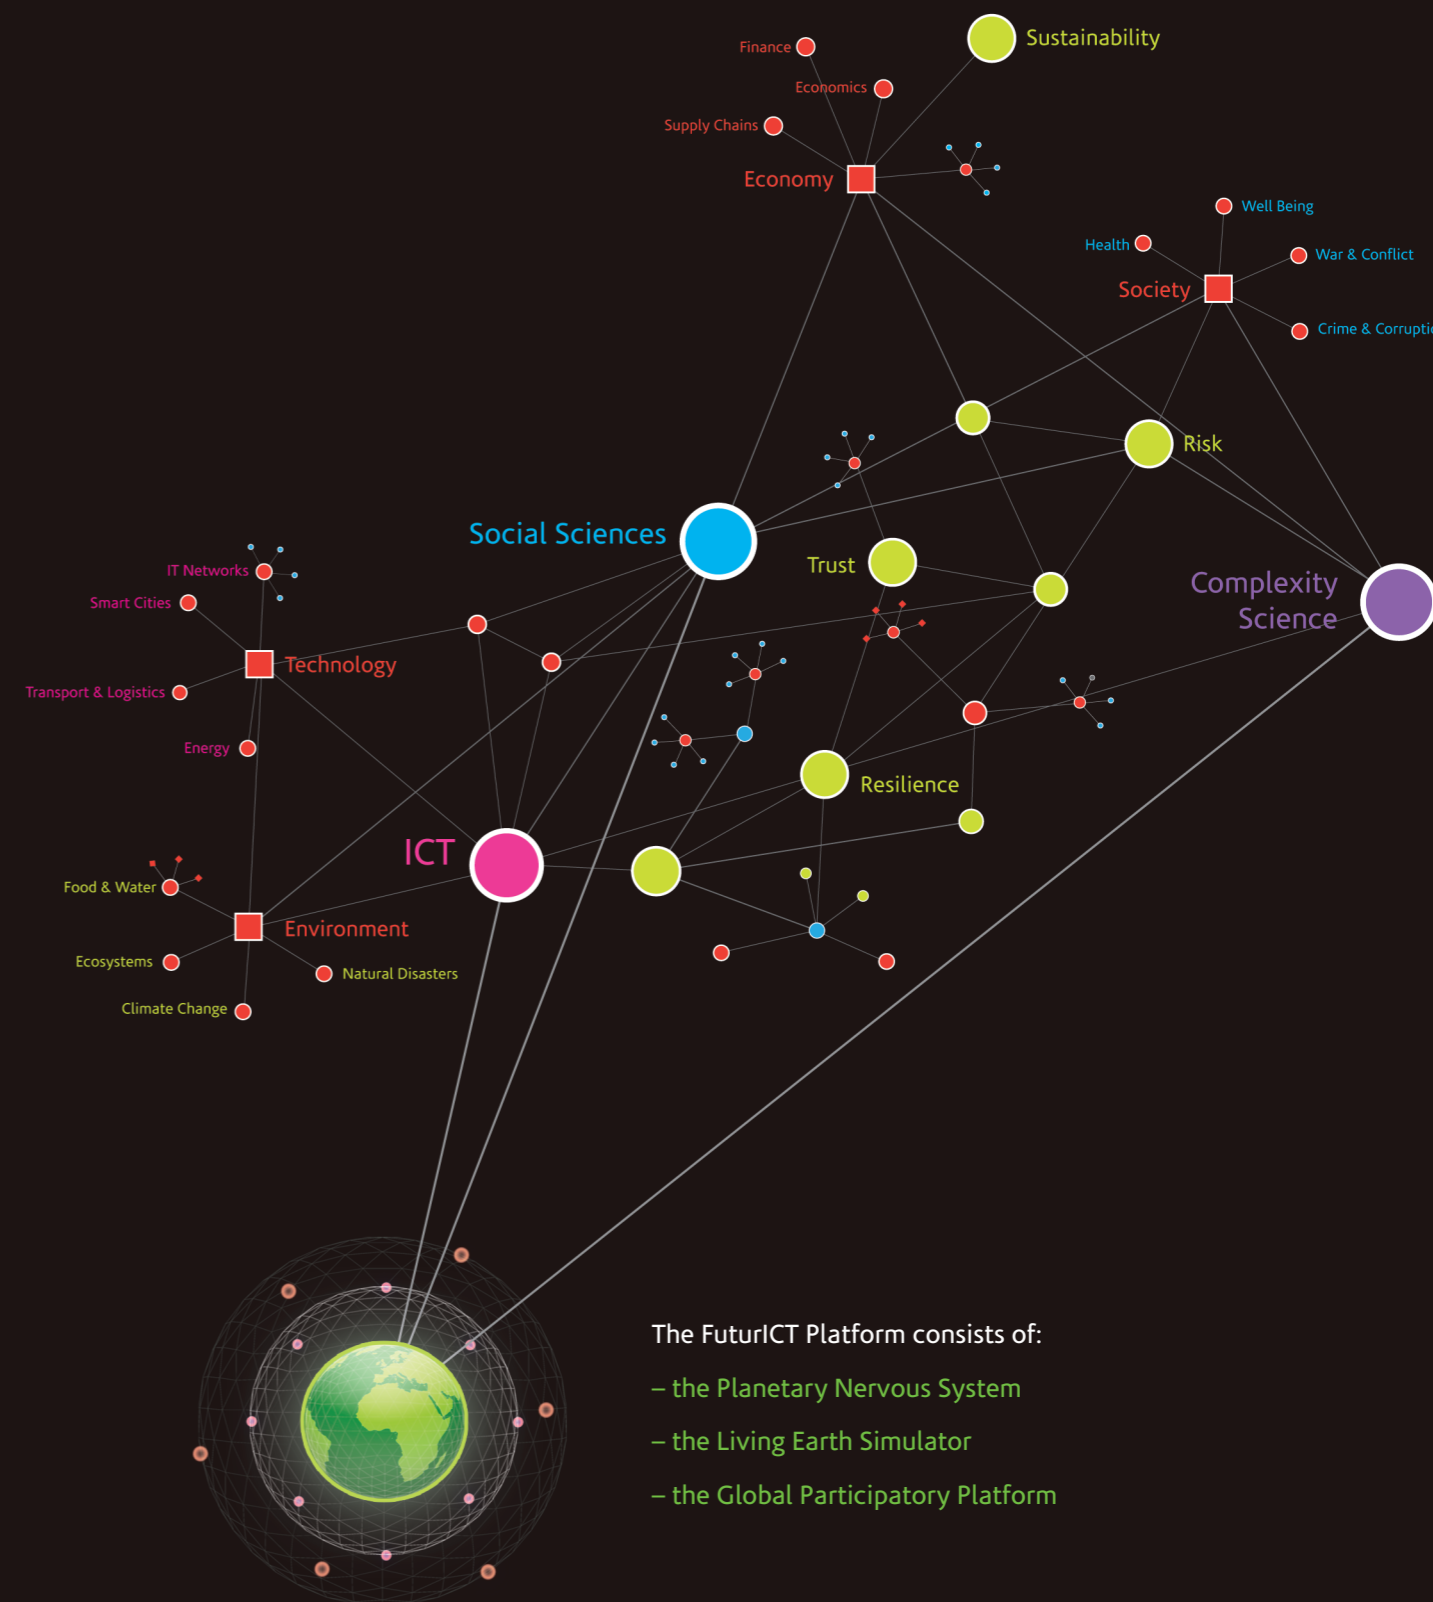 Sustainability
Finance
Economics
Supply Chains
Economy
Well Being
Health
War & Conflict
Society
Crime & Corrupti
Risk
Social Sciences
Trust
IT Networks
Complexity
Science
Smart Cities
Technology
Transport & Logistics
Energy
Resilience
ICT
Food & Water
Environment
Ecosystems
Natural Disasters
Climate Change
The FuturICT Platform consists of:
– the Planetary Nervous System
– the Living Earth Simulator
– the Global Participatory Platform